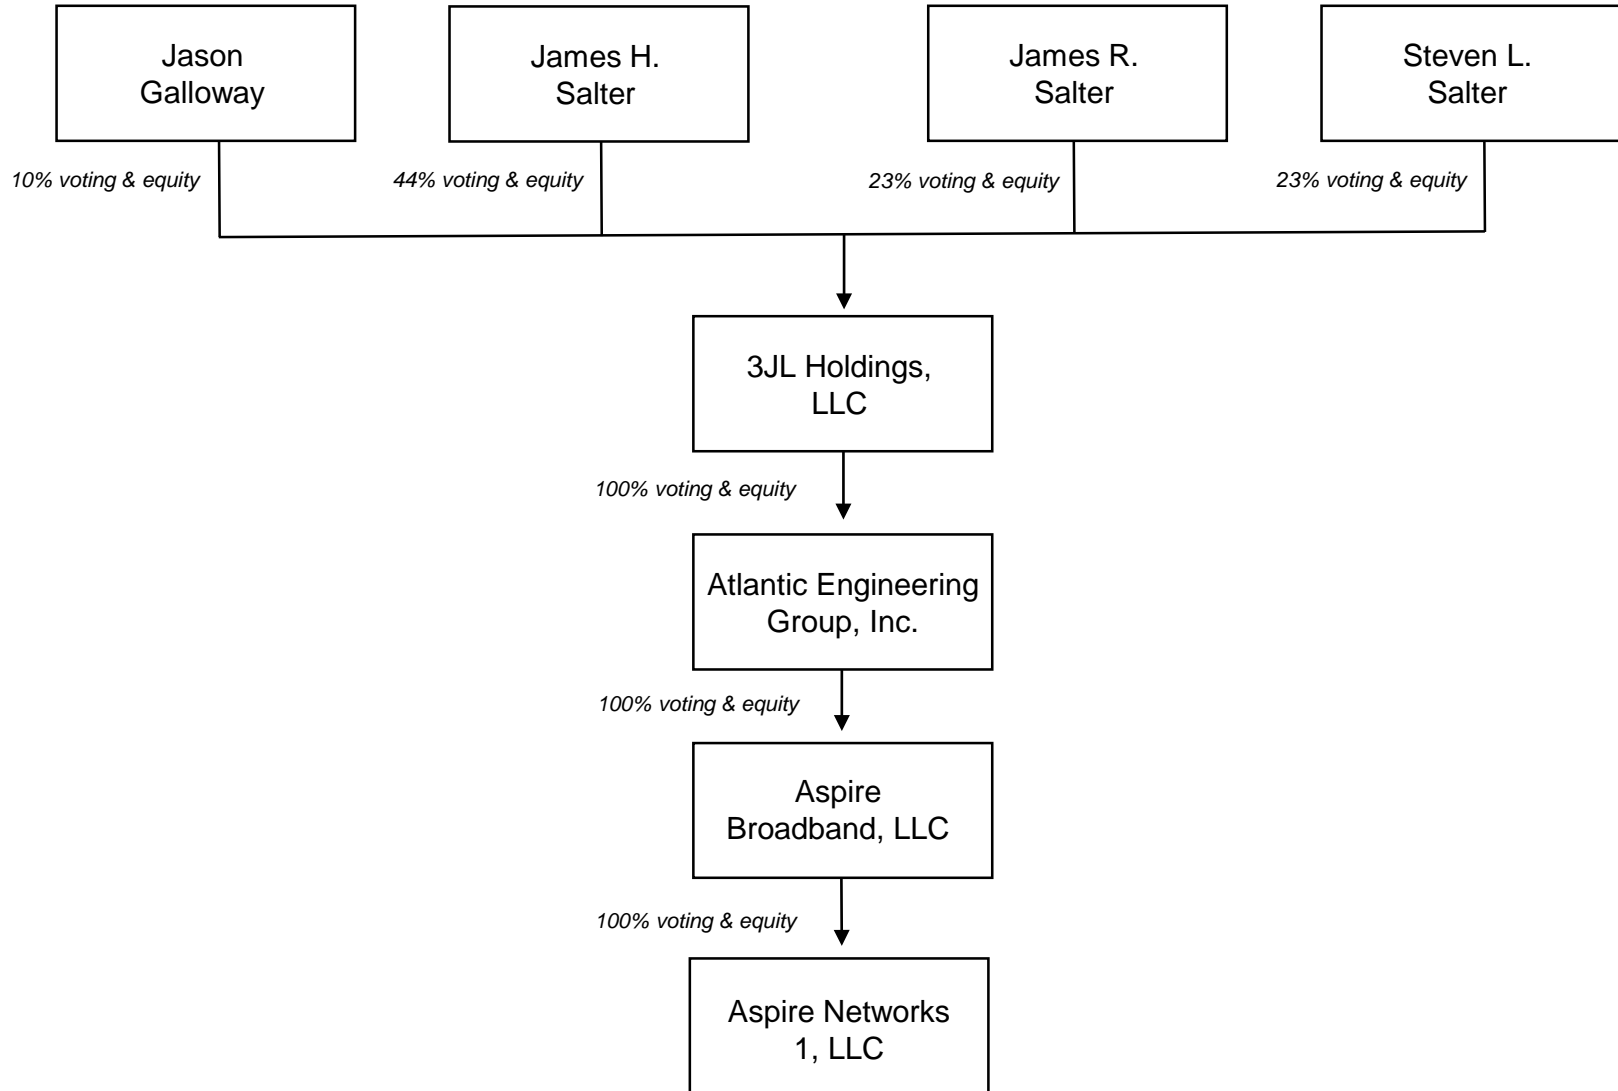 Jason
Galloway
James H.
Salter
James R.
Salter
Steven L.
Salter
10% voting & equity
44% voting & equity
23% voting & equity
23% voting & equity
3JL Holdings,
LLC
100% voting & equity
Atlantic Engineering
Group, Inc.
100% voting & equity
Aspire
Broadband, LLC
100% voting & equity
Aspire Networks
1, LLC